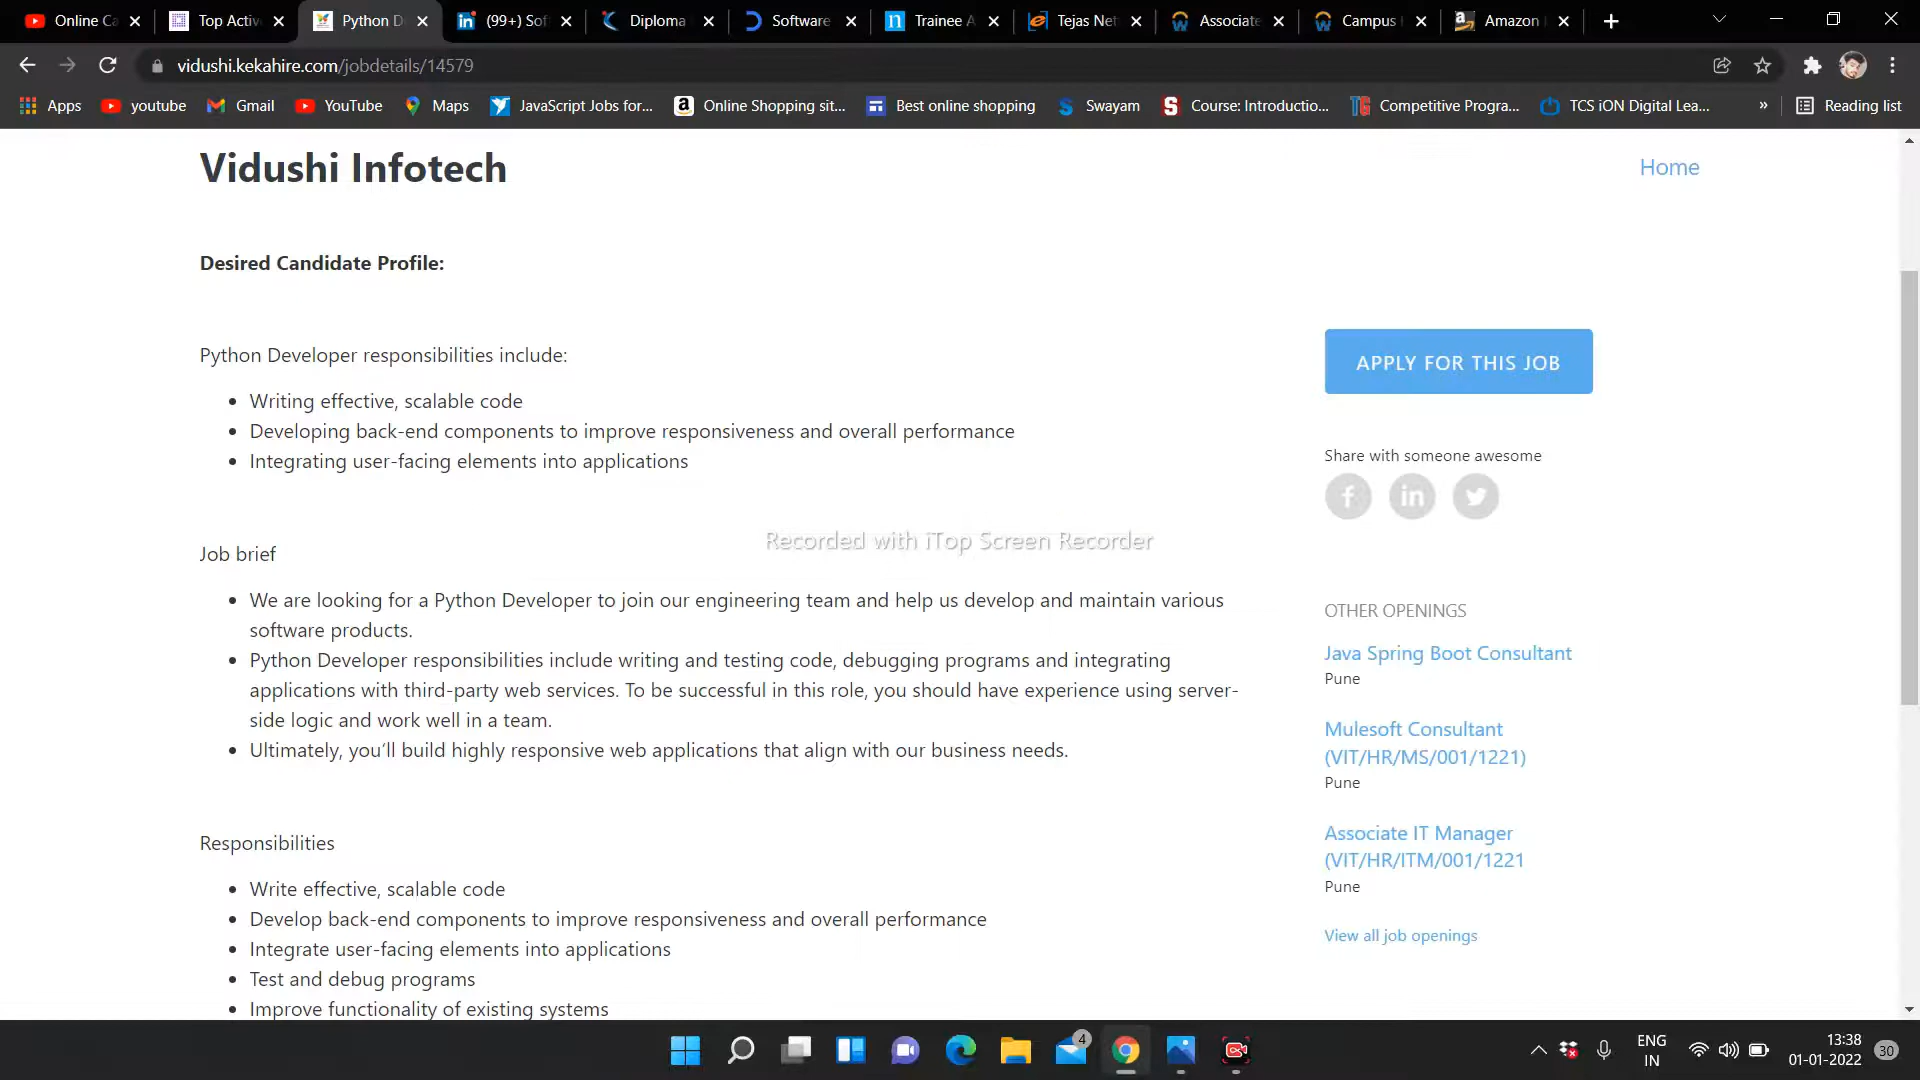 Online Ca
Top Activ
Python D
(99+) Sof
Diploma
Software
Trainee A
Tejas Net
Associate
Campus
Amazon
vidushi.kekahire.com/jobdetails/14579
Apps
youtube
Gmail
YouTube
Maps
JavaScript Jobs for...
Online Shopping sit...
Best online shopping
Swayam
Course: Introductio...
Competitive Progra...
TCS iON Digital Lea...
»
Reading list
Vidushi Infotech
Home
Desired Candidate Profile:
Python Developer responsibilities include:
• Writing effective, scalable code
• Developing back-end components to improve responsiveness and overall performance
• Integrating user-facing elements into applications
Job brief
• We are looking for a Python Developer to join our engineering team and help us develop and maintain various
software products.
• Python Developer responsibilities include writing and testing code, debugging programs and integrating
applications with third-party web services. To be successful in this role, you should have experience using server-
side logic and work well in a team.
• Ultimately, you’ll build highly responsive web applications that align with our business needs.
Responsibilities
• Write effective, scalable code
• Develop back-end components to improve responsiveness and overall performance
• Integrate user-facing elements into applications
• Test and debug programs
• Improve functionality of existing systems
APPLY FOR THIS JOB
Share with someone awesome
OTHER OPENINGS
Java Spring Boot Consultant
Pune
Mulesoft Consultant
(VIT/HR/MS/001/1221)
Pune
Associate IT Manager
(VIT/HR/ITM/001/1221
Pune
View all job openings
Recorded with iTop Screen Recorder
4
ENG
IN
13:38
01-01-2022
30